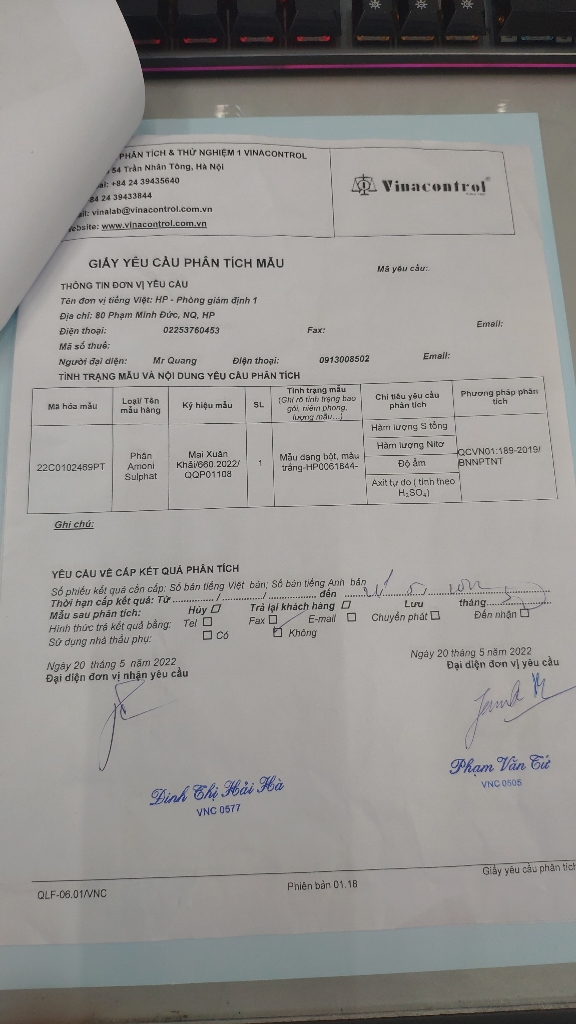 PHÂN TÍCH & THỬ NGHIỆM 1 VINACONTROL
54 Trần Nhân Tông, Hà Nội
+84 24 39435640
84 24 39433844
vinalab@vinacontrol.com.vn
website: www.vinacontrol.com.vn
Vinacontrol
GIẤY YÊU CẦU PHÂN TÍCH MẪU
Mã yêu cầu:
THÔNG TIN ĐƠN VỊ YÊU CẦU
Tên đơn vị tiếng Việt: HP - Phòng giám định 1
Địa chỉ: 80 Phạm Minh Đức, NQ, HP
Điện thoại: 02253760453 Fax: Email:
Mã số thuế:
Người đại diện: Mr Quang Điện thoại: 0913008502 Email:
TÌNH TRẠNG MẪU VÀ NỘI DUNG YÊU CẦU PHÂN TÍCH
Mã hóa mẫu
Loại/ Tên
mẫu hàng
Ký hiệu mẫu
SL
Tình trạng mẫu
(Ghi rõ tình trạng bao
gói, niêm phong,
lượng mẫu...)
Chỉ tiêu yêu cầu
phân tích
Phương pháp phân
tích
22C0102469PT
Phân
Amoni
Sulphat
Mai Xuân
Khải/660.2022/
QQP01108
1
Mẫu dạng bột, màu
trắng-HP0061844-
Hàm lượng S tổng
Hàm lượng Nitơ
Độ ẩm
Axit tự do ( tính theo
H₂SO₄)
QCVN01:189-2019/
BNNPTNT
Ghi chú:
YÊU CẦU VỀ CẤP KẾT QUẢ PHÂN TÍCH
Số phiếu kết quả cần cấp: Số bản tiếng Việt bản; Số bản tiếng Anh bản
Thời hạn cấp kết quả: Từ ............/................../................ đến
Mẫu sau phân tích: Hủy ☐ Trả lại khách hàng ☐ Lưu tháng
Hình thức trả kết quả bằng: Tel ☐ Fax ☐ E-mail ☐ Chuyển phát ☐ Đến nhận ☐
Sử dụng nhà thầu phụ: ☐ Có ☑ Không
Ngày 20 tháng 5 năm 2022
Đại diện đơn vị nhận yêu cầu
Ngày 20 tháng 5 năm 2022
Đại diện đơn vị yêu cầu
Đinh Thị Hải Hà
VNC 0577
Phạm Văn Tứ
VNC 0505
QLF-06.01/VNC
Phiên bản 01.18
Giấy yêu cầu phân tích